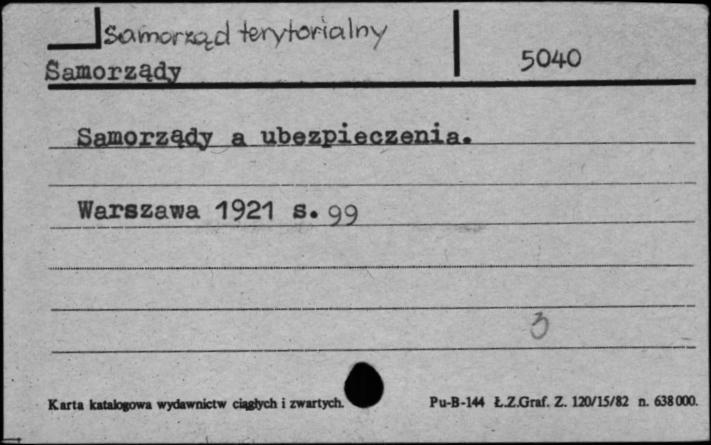 Samorząd terytorialny
Samorządy 5040
Samorządy a ubezpieczenia.
Warszawa 1921 s. 99
3
Karta katalogowa wydawnictw ciągłych i zwartych. Pu-B-144 Ł.Z.Graf. Z. 120/15/82 n. 638000.